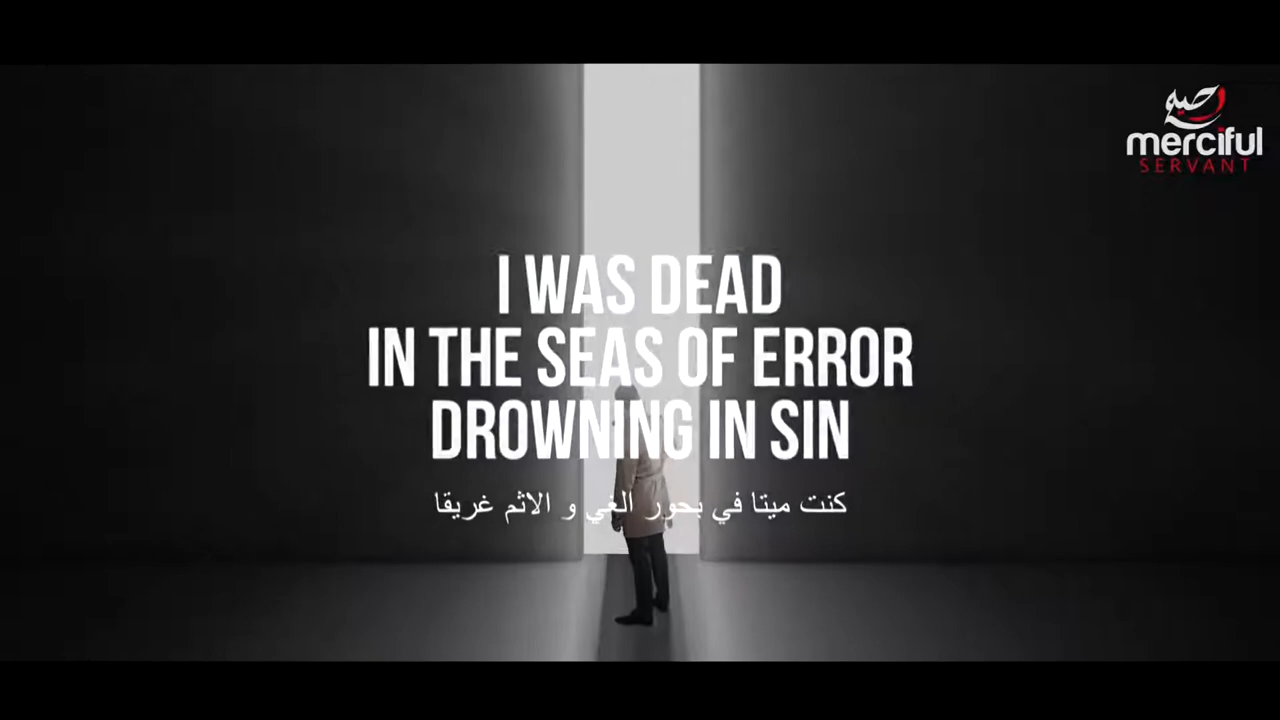 merciful
SERVANT
I WAS DEAD
IN THE SEAS OF ERROR
DROWNING IN SIN
كنت ميتا في بحور الغي و الاثم غريقا